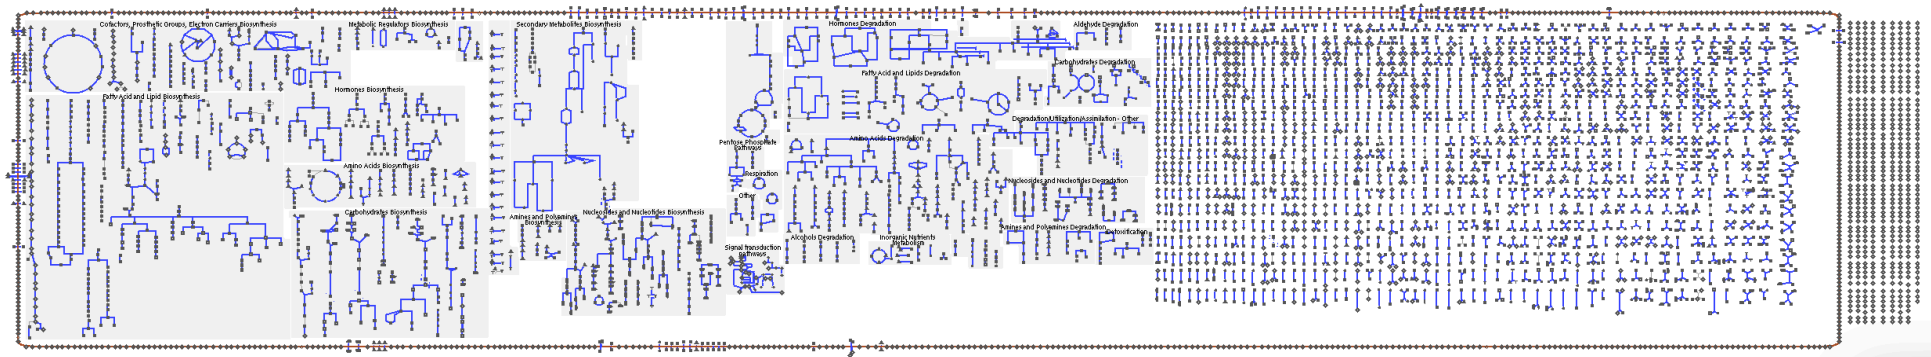 Cofactors, Prosthetic Groups, Electron Carriers Biosynthesis
Metabolic Regulators Biosynthesis
Secondary Metabolites Biosynthesis
Hormones Degradation
Aldehyde Degradation
Carbohydrates Degradation
Fatty Acid and Lipids Degradation
Hormones Biosynthesis
Fatty Acid and Lipid Biosynthesis
Degradation/Utilization/Assimilation - Other
Amino Acids Degradation
Pentose Phosphate
Pathways
Amino Acids Biosynthesis
Respiration
Nucleosides and Nucleotides Degradation
Other
Carbohydrates Biosynthesis
Amines and Polyamines
Biosynthesis
Nucleosides and Nucleotides Biosynthesis
Amines and Polyamines Degradation
Detoxification
Alcohols Degradation
Inorganic Nutrients
Metabolism
Signal transduction
pathways